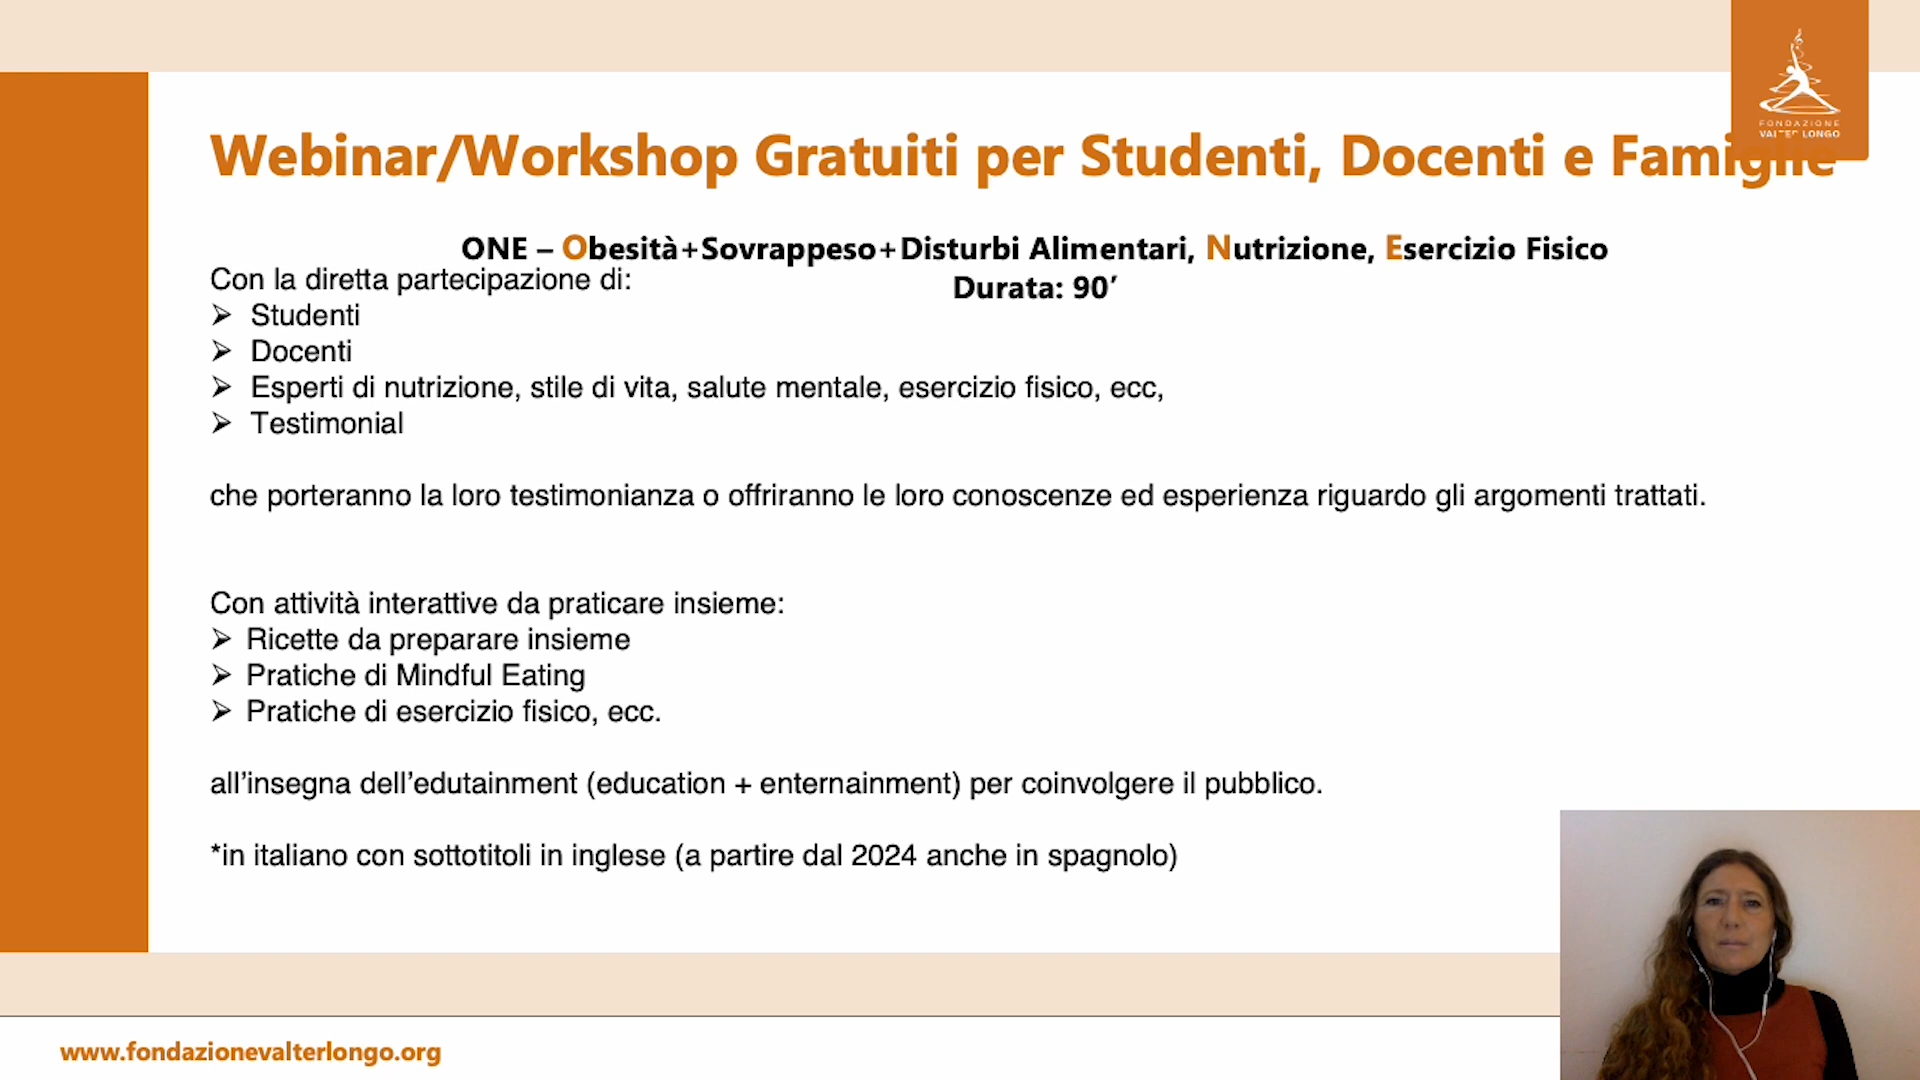 FONDAZIONE
VALTER LONGO
Webinar/Workshop Gratuiti per Studenti, Docenti e Famiglie
ONE – Obesità+Sovrappeso+Disturbi Alimentari, Nutrizione, Esercizio Fisico
Durata: 90’
Con la diretta partecipazione di:
➢ Studenti
➢ Docenti
➢ Esperti di nutrizione, stile di vita, salute mentale, esercizio fisico, ecc,
➢ Testimonial
che porteranno la loro testimonianza o offriranno le loro conoscenze ed esperienza riguardo gli argomenti trattati.
Con attività interattive da praticare insieme:
➢ Ricette da preparare insieme
➢ Pratiche di Mindful Eating
➢ Pratiche di esercizio fisico, ecc.
all’insegna dell’edutainment (education + enternainment) per coinvolgere il pubblico.
*in italiano con sottotitoli in inglese (a partire dal 2024 anche in spagnolo)
www.fondazionevalterlongo.org